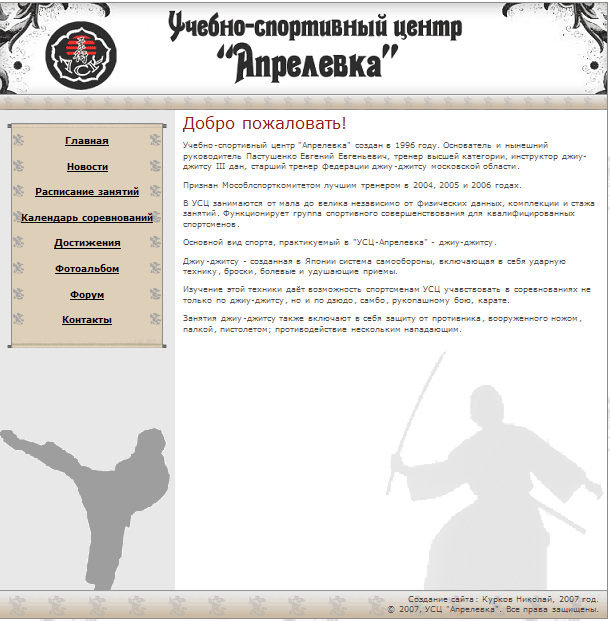 Учебно-спортивный центр
“Апрелевка”
УСЦ
Главная
Новости
Расписание занятий
Календарь соревнований
Достижения
Фотоальбом
Форум
Контакты
Добро пожаловать!
Учебно-спортивный центр "Апрелевка" создан в 1996 году. Основатель и нынешний
руководитель Пастушенко Евгений Евгеньевич, тренер высшей категории, инструктор джиу-
джитсу III дан, старший тренер федерации джиу-джитсу московской области.
Признан Мособлспорткомитетом лучшим тренером в 2004, 2005 и 2006 годах.
В УСЦ занимаются от мала до велика независимо от физических данных, комплекции и стажа
занятий. Функционирует группа спортивного совершенствования для квалифицированных
спортсменов.
Основной вид спорта, практикуемый в "УСЦ-Апрелевка" - джиу-джитсу.
Джиу-джитсу - созданная в Японии система самообороны, включающая в себя ударную
технику, броски, болевые и удушающие приемы.
Изучение этой техники даёт возможность спортсменам УСЦ учавствовать в соревнованиях не
только по джиу-джитсу, но и по дзюдо, самбо, рукопашному бою, карате.
Занятия джиу-джитсу также включают в себя защиту от противника, вооруженного ножом,
палкой, пистолетом; противодействие нескольким нападающим.
Создание сайта: Курков Николай, 2007 год.
© 2007, УСЦ "Апрелевка". Все права защищены.